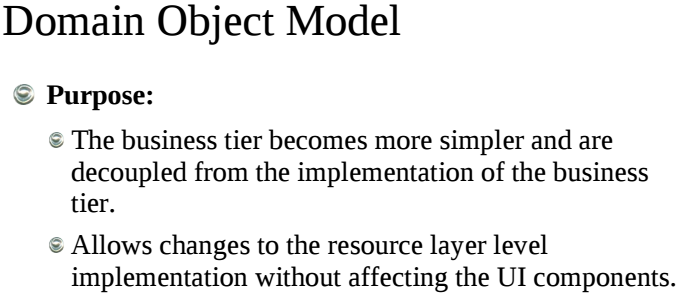 Domain Object Model
Purpose:
The business tier becomes more simpler and are
decoupled from the implementation of the business
tier.
Allows changes to the resource layer level
implementation without affecting the UI components.